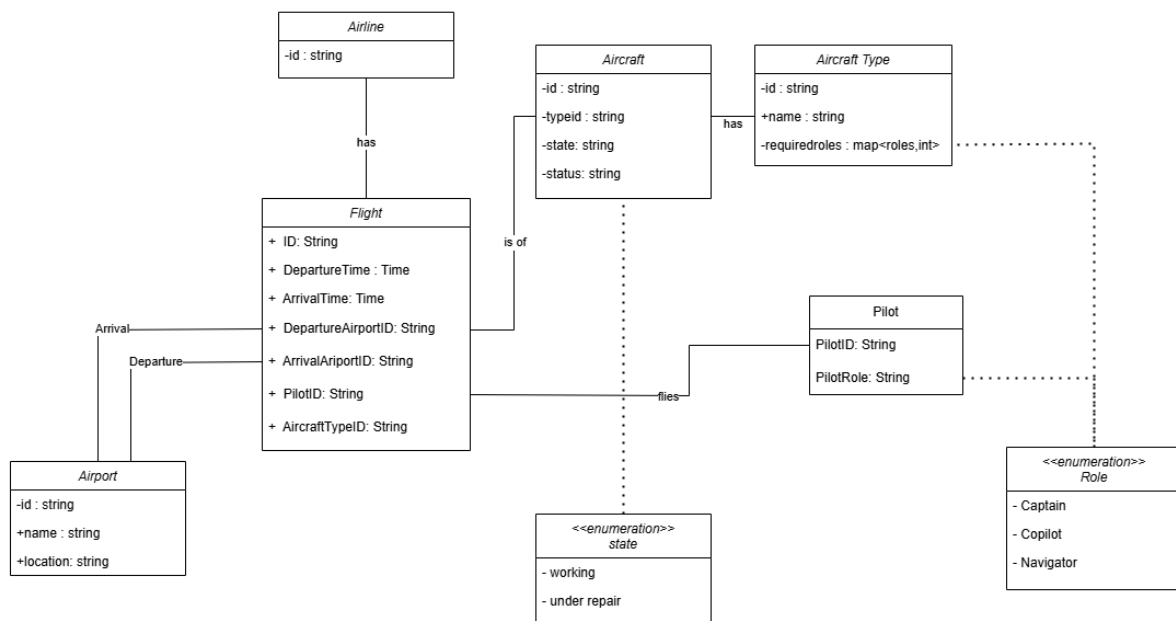 Airline
-id : string
has
Aircraft
-id : string
-typeid : string
-state: string
-status: string
has
Aircraft Type
-id : string
+name : string
-requiredroles : map<roles,int>
Flight
+ ID: String
+ DepartureTime : Time
+ ArrivalTime: Time
+ DepartureAirportID: String
+ ArrivalAriportID: String
+ PilotID: String
+ AircraftTypeID: String
is of
Arrival
Departure
flies
Pilot
PilotID: String
PilotRole: String
Airport
-id : string
+name : string
+location: string
<<enumeration>>
state
- working
- under repair
<<enumeration>>
Role
- Captain
- Copilot
- Navigator